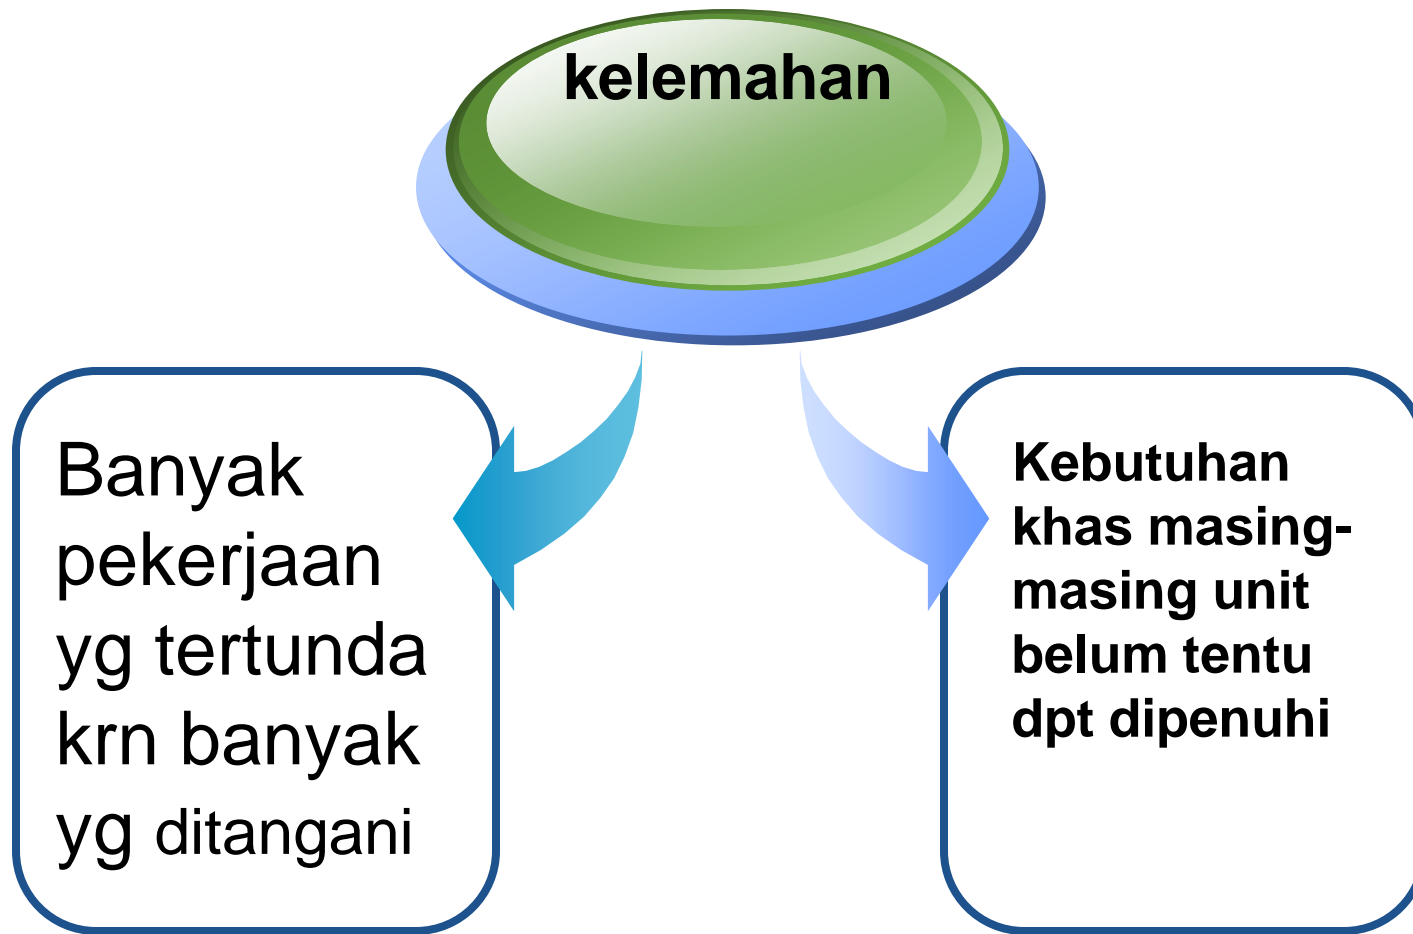 kelemahan
Banyak
pekerjaan
yg tertunda
krn banyak
yg ditangani
Kebutuhan
khas masing-
masing unit
belum tentu
dpt dipenuhi